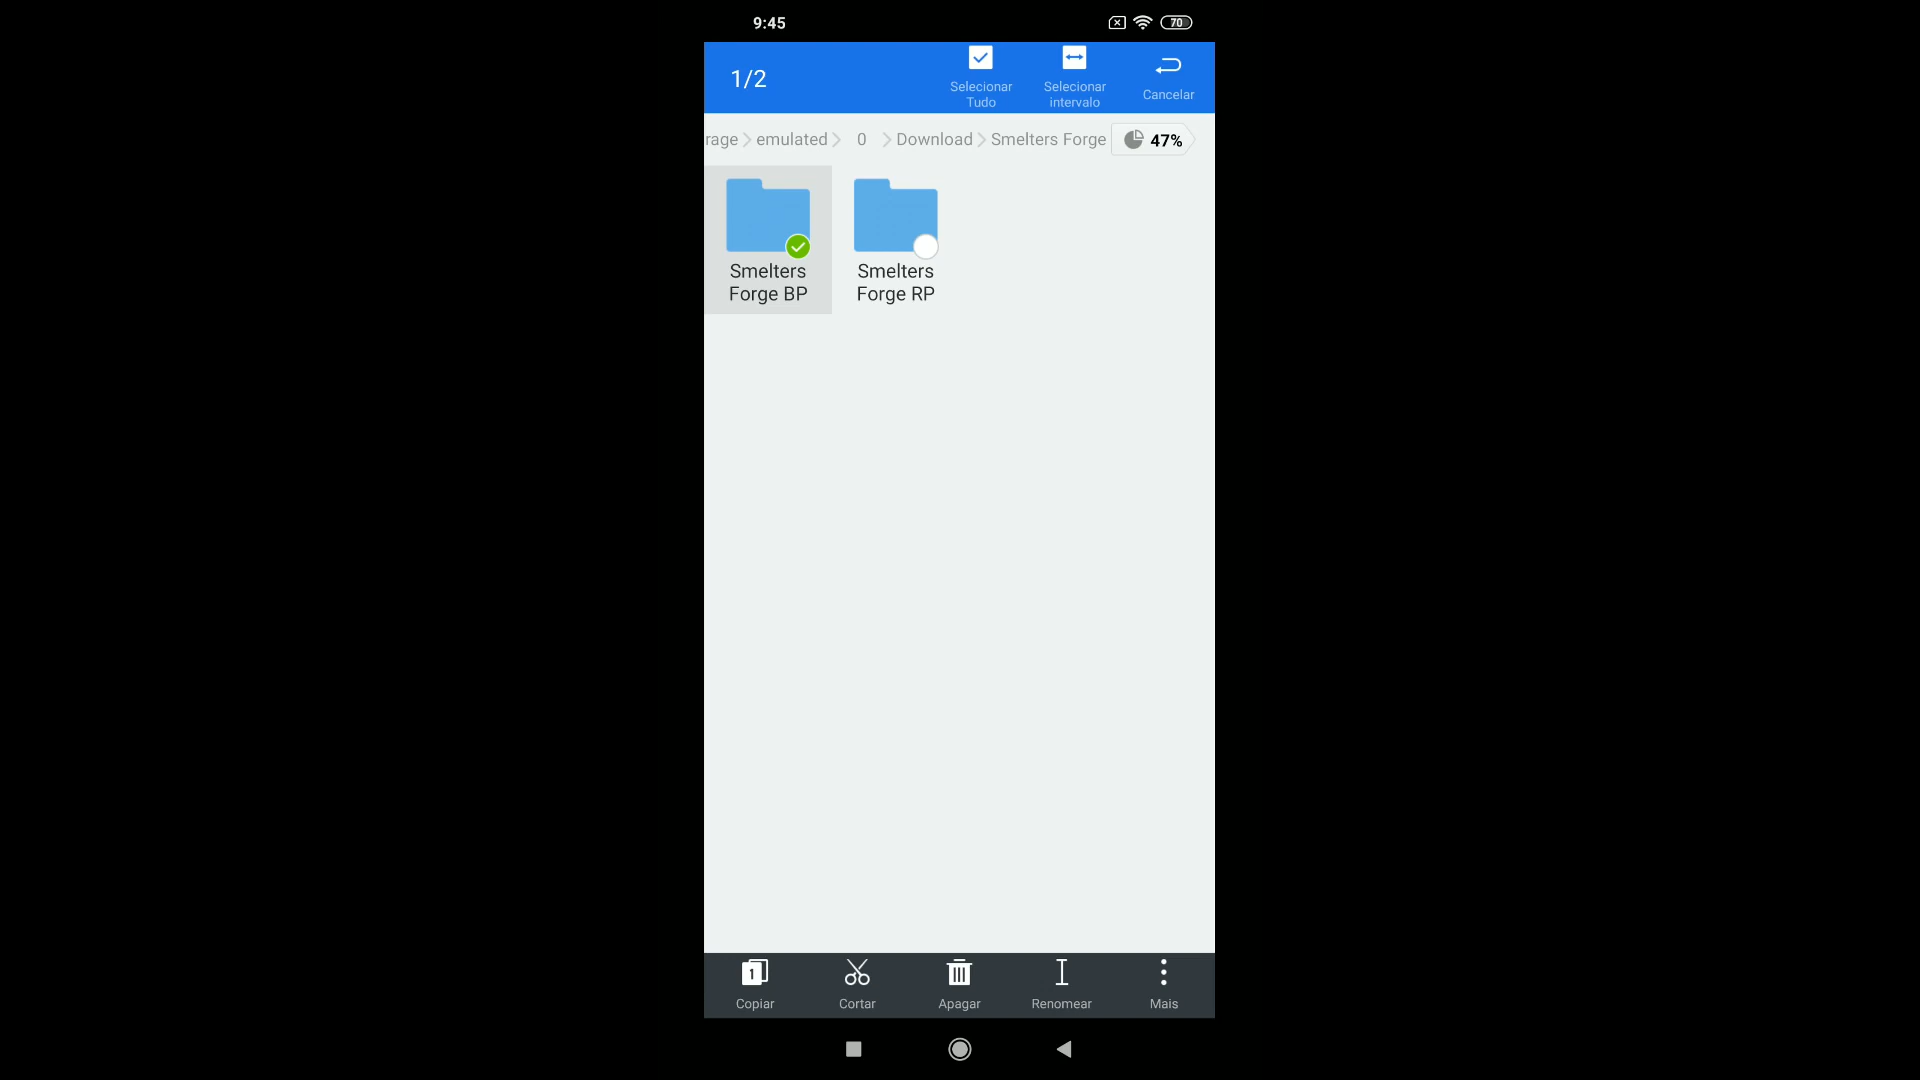 9:45
70
1/2
Selecionar
Tudo
Selecionar
intervalo
Cancelar
rage emulated 0 Download Smelters Forge 47%
Smelters
Forge BP
Smelters
Forge RP
1
Copiar
Cortar
Apagar
Renomear
Mais